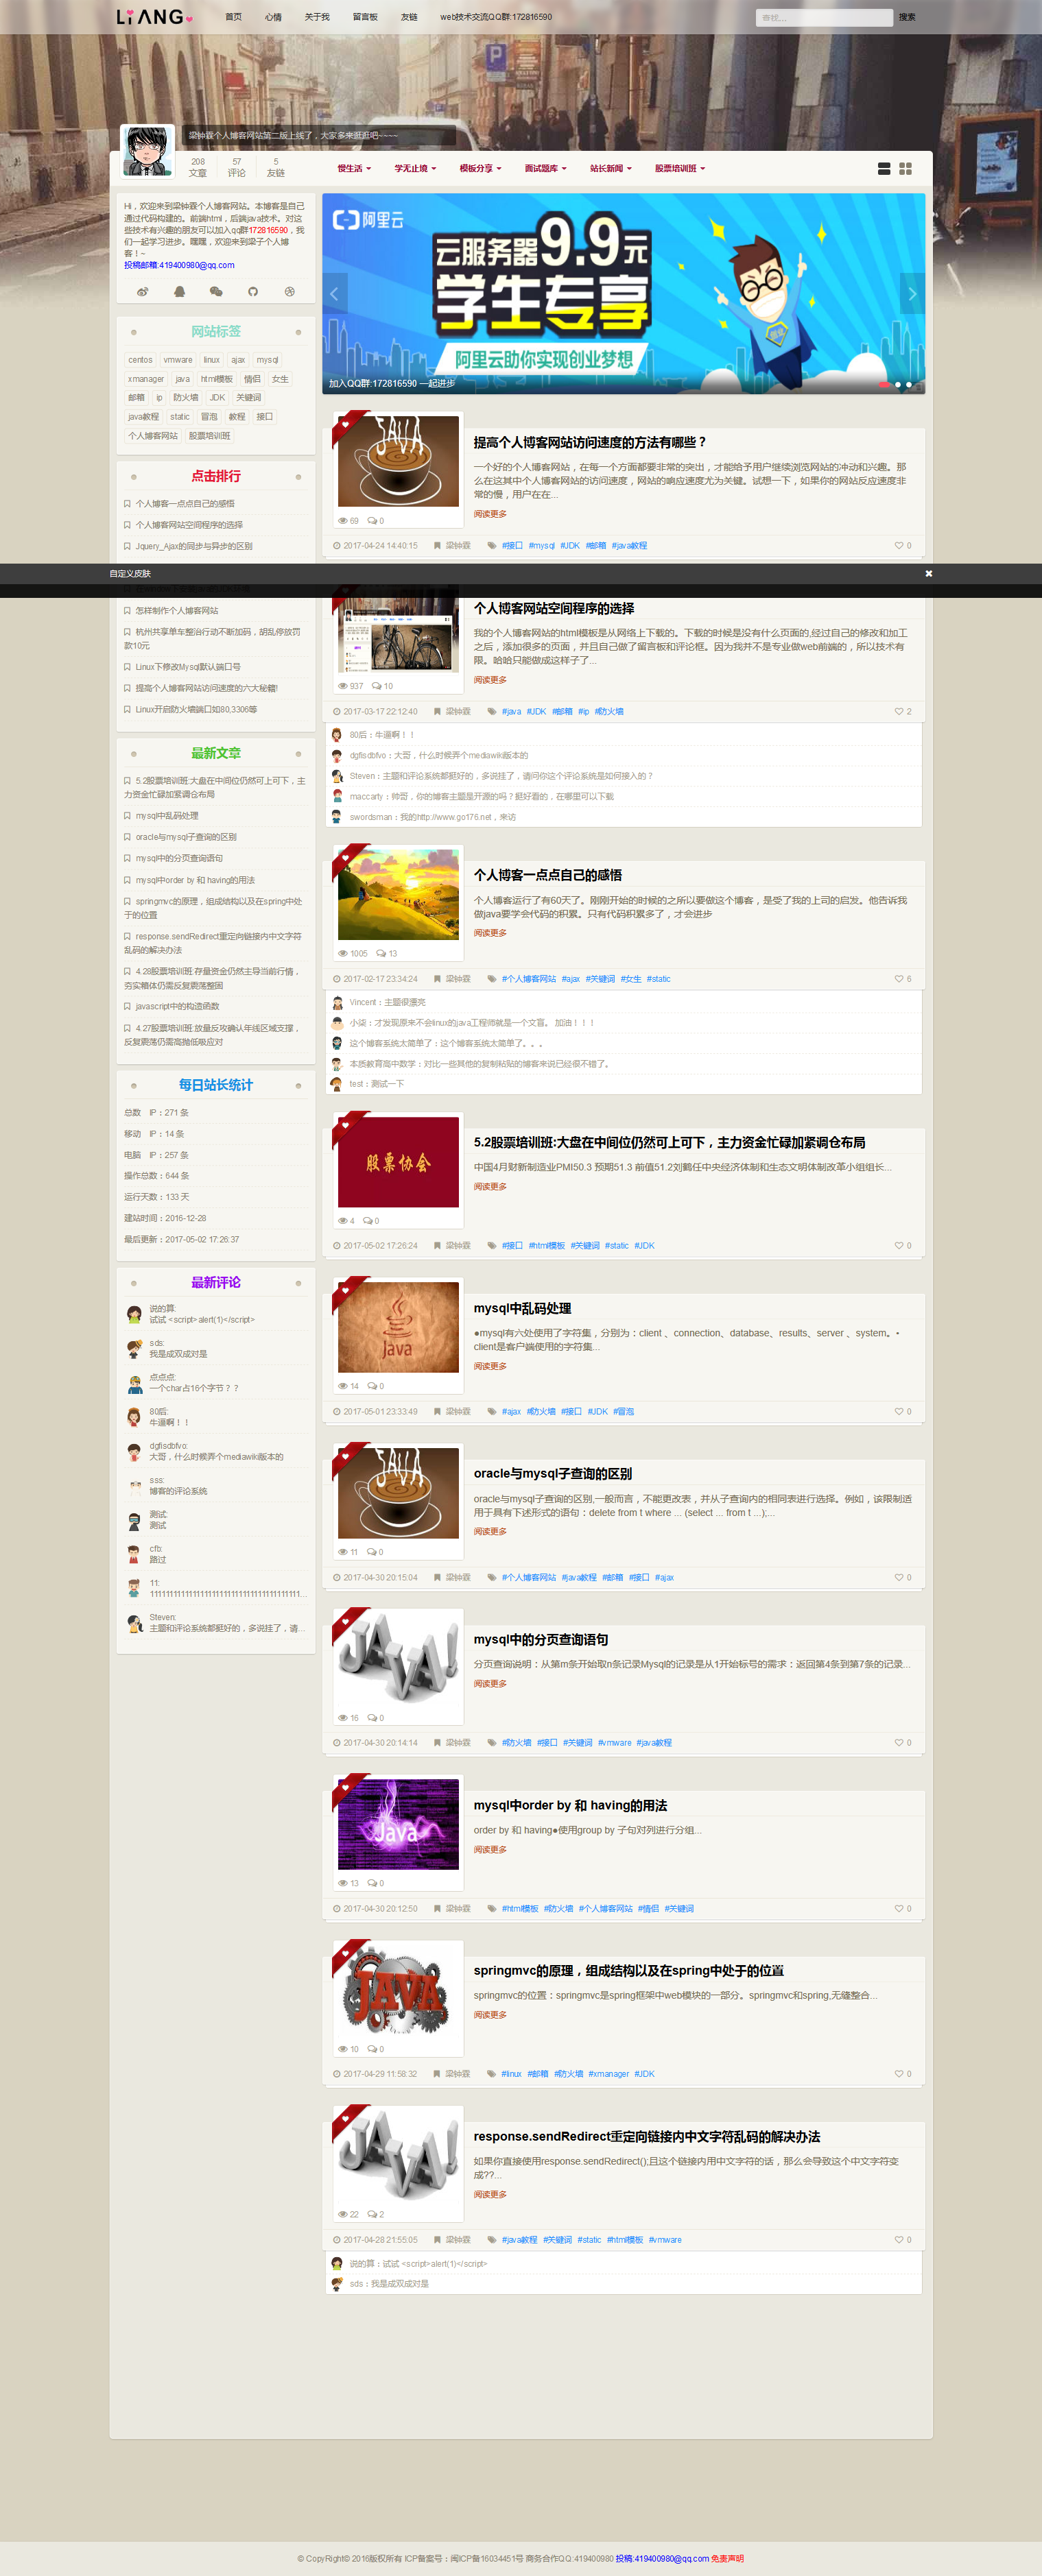 LiANG
首页 心情 关于我 留言板 友链 web技术交流QQ群:172816590
查找... 搜索
梁钟霖个人博客网站第二版上线了，大家多来逛逛吧~~~~
208 57 5
文章 评论 友链
慢生活 学无止境 模板分享 面试题库 站长新闻 股票培训班
Hi，欢迎来到梁钟霖个人博客网站。本博客是自己
通过代码构建的。前端html，后端java技术。对这
些技术有兴趣的朋友可以加入qq群172816590，我
们一起学习进步。嘿嘿，欢迎来到梁子个人博
客！~
投稿邮箱:419400980@qq.com
阿里云
云服务器9.9元
学生专享
阿里云助你实现创业梦想
加入QQ群:172816590 一起进步
网站标签
centos vmware linux ajax mysql
xmanager java html模板 情侣 女生
邮箱 ip 防火墙 JDK 关键词
java教程 static 冒泡 教程 接口
个人博客网站 股票培训班
点击排行
个人博客一点点自己的感悟
个人博客网站空间程序的选择
Jquery_Ajax的同步与异步的区别
自定义皮肤
怎样制作个人博客网站
杭州共享单车整治行动不断加码，胡乱停放罚
款10元
Linux下修改Mysql默认端口号
提高个人博客网站访问速度的六大秘籍!
Linux开启防火墙端口如80,3306等
最新文章
5.2股票培训班:大盘在中间位仍然可上可下，主
力资金忙碌加紧调仓布局
mysql中乱码处理
oracle与mysql子查询的区别
mysql中的分页查询语句
mysql中order by 和 having的用法
springmvc的原理，组成结构以及在spring中处
于的位置
response.sendRedirect重定向链接内中文字符
乱码的解决办法
4.28股票培训班:存量资金仍然主导当前行情，
夯实箱体仍需反复震荡整固
javascript中的构造函数
4.27股票培训班:放量反攻确认年线区域支撑，
反复震荡仍需高抛低吸应对
每日站长统计
总数 IP：271 条
移动 IP：14 条
电脑 IP：257 条
操作总数：644 条
运行天数：133 天
建站时间：2016-12-28
最后更新：2017-05-02 17:26:37
最新评论
说的算:
试试 <script>alert(1)</script>
sds:
我是成双成对是
点点点:
一个char占16个字节？？
80后:
牛逼啊！！
dgfisdbfvo:
大哥，什么时候弄个mediawiki版本的
sss:
博客的评论系统
测试:
测试
cfb:
路过
11:
Steven:
主题和评论系统都挺好的，多说挂了，请...
提高个人博客网站访问速度的方法有哪些？
一个好的个人博客网站，在每一个方面都要非常的突出，才能给予用户继续浏览网站的冲动和兴趣。那
么在这其中个人博客网站的访问速度，网站的响应速度尤为关键。试想一下，如果你的网站反应速度非
常的慢，用户在在...
阅读更多
69 0
2017-04-24 14:40:15 梁钟霖 #接口 #mysql #JDK #邮箱 #java教程 0
个人博客网站空间程序的选择
我的个人博客网站的html模板是从网络上下载的。下载的时候是没有什么页面的,经过自己的修改和加工
之后，添加很多的页面，并且自己做了留言板和评论框。因为我并不是专业做web前端的，所以技术有
限。哈哈只能做成这样子了...
阅读更多
937 10
2017-03-17 22:12:40 梁钟霖 #java #JDK #邮箱 #ip #防火墙 2
80后：牛逼啊！！
dgfisdbfvo：大哥，什么时候弄个mediawiki版本的
Steven：主题和评论系统都挺好的，多说挂了，请问你这个评论系统是如何接入的？
maccarty：帅哥，你的博客主题是开源的吗？挺好看的，在哪里可以下载
swordsman：我的http://www.go176.net，来访
个人博客一点点自己的感悟
个人博客运行了有60天了。刚刚开始的时候的之所以要做这个博客，是受了我的上司的启发。他告诉我
做java要学会代码的积累。只有代码积累多了，才会进步
阅读更多
1005 13
2017-02-17 23:34:24 梁钟霖 #个人博客网站 #ajax #关键词 #女生 #static 6
Vincent：主题很漂亮
小柒：才发现原来不会linux的java工程师就是一个文盲。 加油！！！
这个博客系统太简单了：这个博客系统太简单了。。。
本质教育高中数学：对比一些其他的复制粘贴的博客来说已经很不错了。
test：测试一下
股票协会
5.2股票培训班:大盘在中间位仍然可上可下，主力资金忙碌加紧调仓布局
中国4月财新制造业PMI50.3 预期51.3 前值51.2刘鹤任中央经济体制和生态文明体制改革小组组长...
阅读更多
4 0
2017-05-02 17:26:24 梁钟霖 #接口 #html模板 #关键词 #static #JDK 0
mysql中乱码处理
●mysql有六处使用了字符集，分别为：client 、connection、database、results、server 、system。•
client是客户端使用的字符集...
阅读更多
14 0
2017-05-01 23:33:49 梁钟霖 #ajax #防火墙 #接口 #JDK #冒泡 0
oracle与mysql子查询的区别
oracle与mysql子查询的区别,一般而言，不能更改表，并从子查询内的相同表进行选择。例如，该限制适
用于具有下述形式的语句：delete from t where ... (select ... from t ...);...
阅读更多
11 0
2017-04-30 20:15:04 梁钟霖 #个人博客网站 #java教程 #邮箱 #接口 #ajax 0
mysql中的分页查询语句
分页查询说明：从第m条开始取n条记录Mysql的记录是从1开始标号的需求：返回第4条到第7条的记录...
阅读更多
16 0
2017-04-30 20:14:14 梁钟霖 #防火墙 #接口 #关键词 #vmware #java教程 0
mysql中order by 和 having的用法
order by 和 having●使用group by 子句对列进行分组...
阅读更多
13 0
2017-04-30 20:12:50 梁钟霖 #html模板 #防火墙 #个人博客网站 #情侣 #关键词 0
springmvc的原理，组成结构以及在spring中处于的位置
springmvc的位置：springmvc是spring框架中web模块的一部分。springmvc和spring,无缝整合...
阅读更多
10 0
2017-04-29 11:58:32 梁钟霖 #linux #邮箱 #防火墙 #xmanager #JDK 0
response.sendRedirect重定向链接内中文字符乱码的解决办法
如果你直接使用response.sendRedirect();且这个链接内用中文字符的话，那么会导致这个中文字符变
成??...
阅读更多
22 2
2017-04-28 21:55:05 梁钟霖 #java教程 #关键词 #static #html模板 #vmware 0
说的算：试试 <script>alert(1)</script>
sds：我是成双成对是
© CopyRight© 2016版权所有 ICP备案号：闽ICP备16034451号 商务合作QQ:419400980 投稿:419400980@qq.com 免责声明